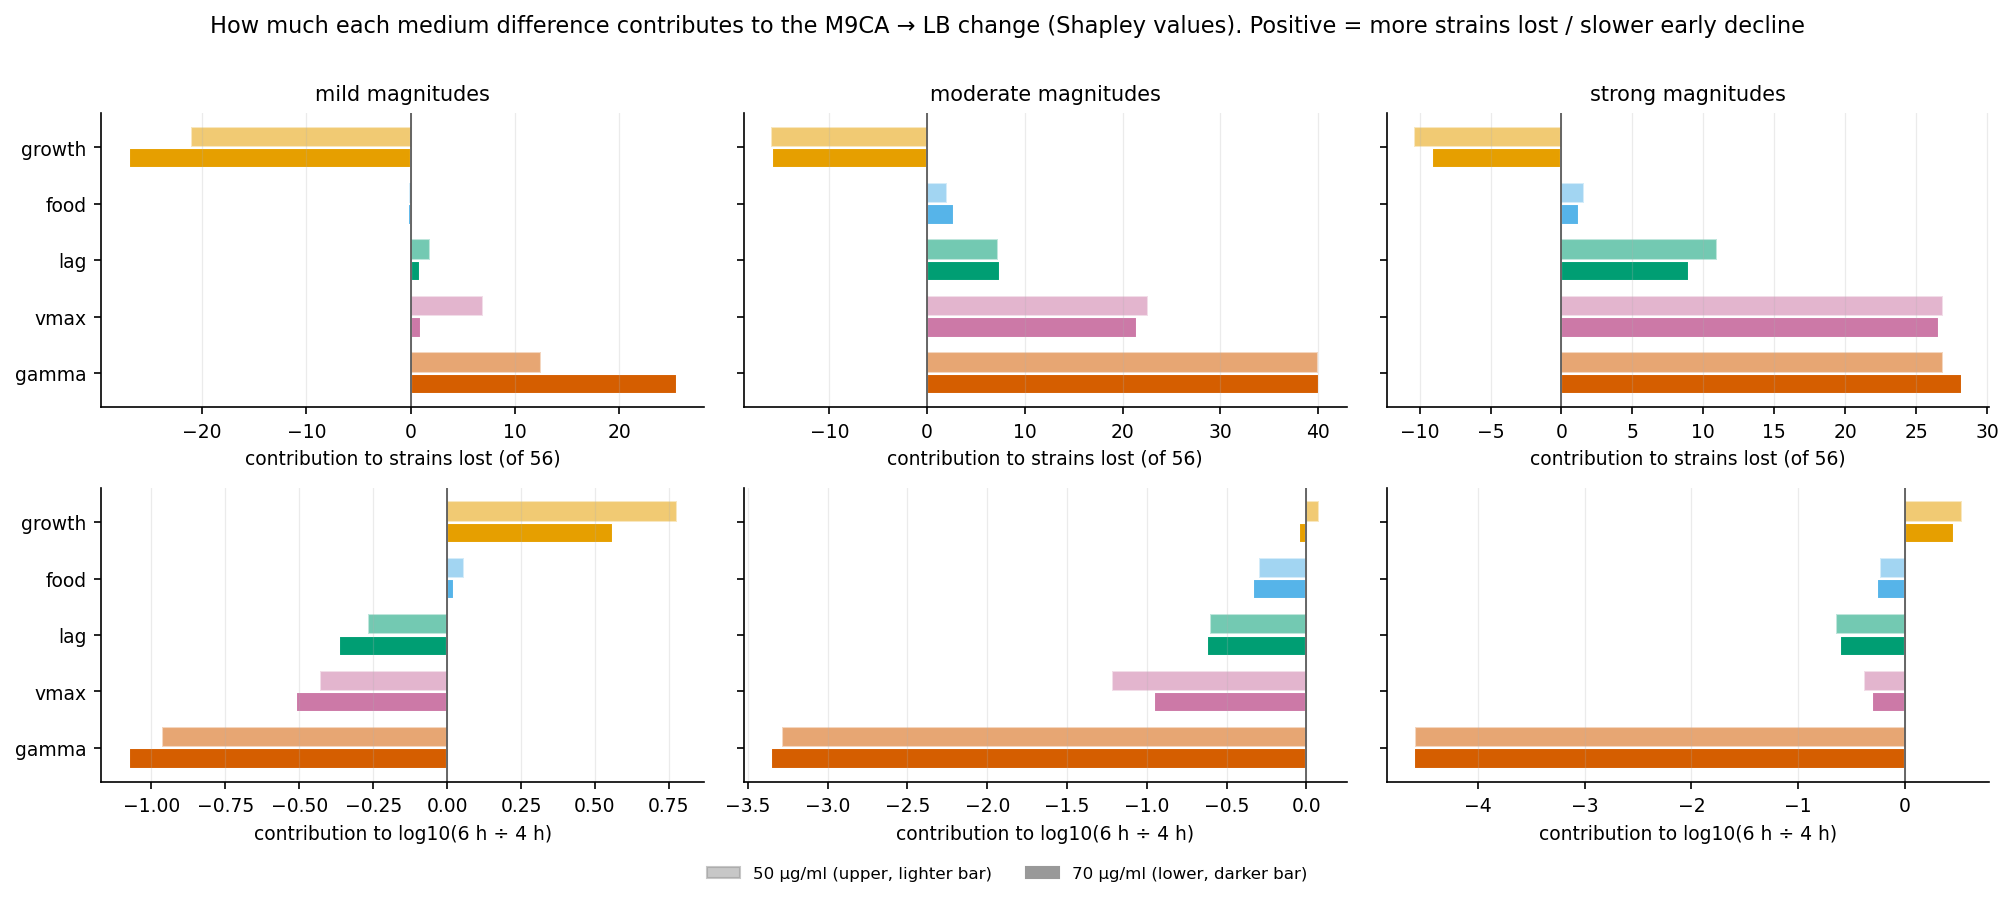 How much each medium difference contributes to the M9CA → LB change (Shapley values). Positive = more strains lost / slower early decline
mild magnitudes
moderate magnitudes
strong magnitudes
growth
food
lag
vmax
gamma
−20 −10 0 10 20
−10 0 10 20 30 40
−10 −5 0 5 10 15 20 25 30
contribution to strains lost (of 56)
contribution to strains lost (of 56)
contribution to strains lost (of 56)
growth
food
lag
vmax
gamma
−1.00 −0.75 −0.50 −0.25 0.00 0.25 0.50 0.75
−3.5 −3.0 −2.5 −2.0 −1.5 −1.0 −0.5 0.0
−4 −3 −2 −1 0
contribution to log10(6 h ÷ 4 h)
contribution to log10(6 h ÷ 4 h)
contribution to log10(6 h ÷ 4 h)
50 µg/ml (upper, lighter bar)
70 µg/ml (lower, darker bar)